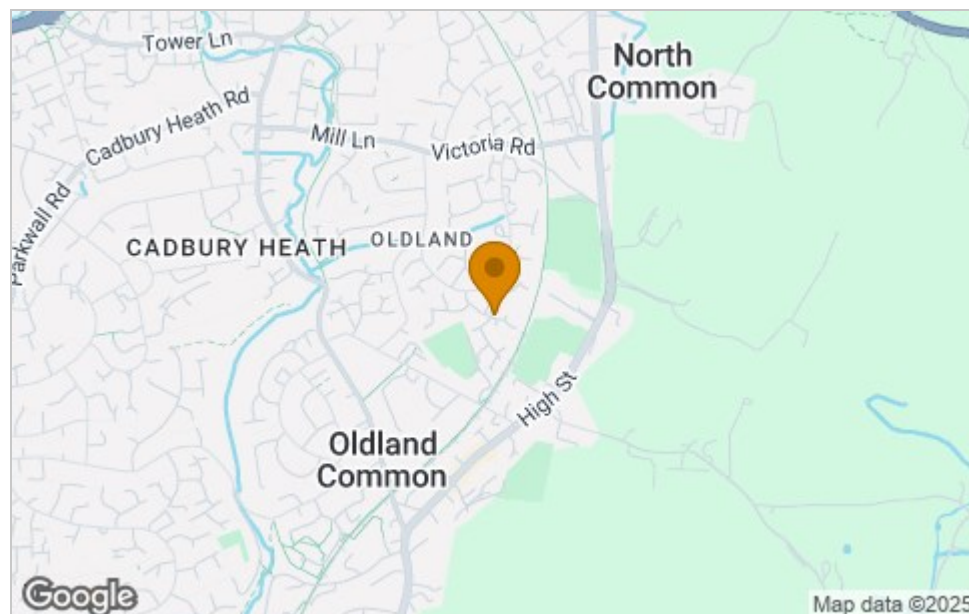 Tower Ln
North
Common
Cadbury Heath Rd
Mill Ln
Victoria Rd
Parkwall Rd
CADBURY HEATH
OLDLAND
High St
Oldland
Common
Google
Map data ©2025